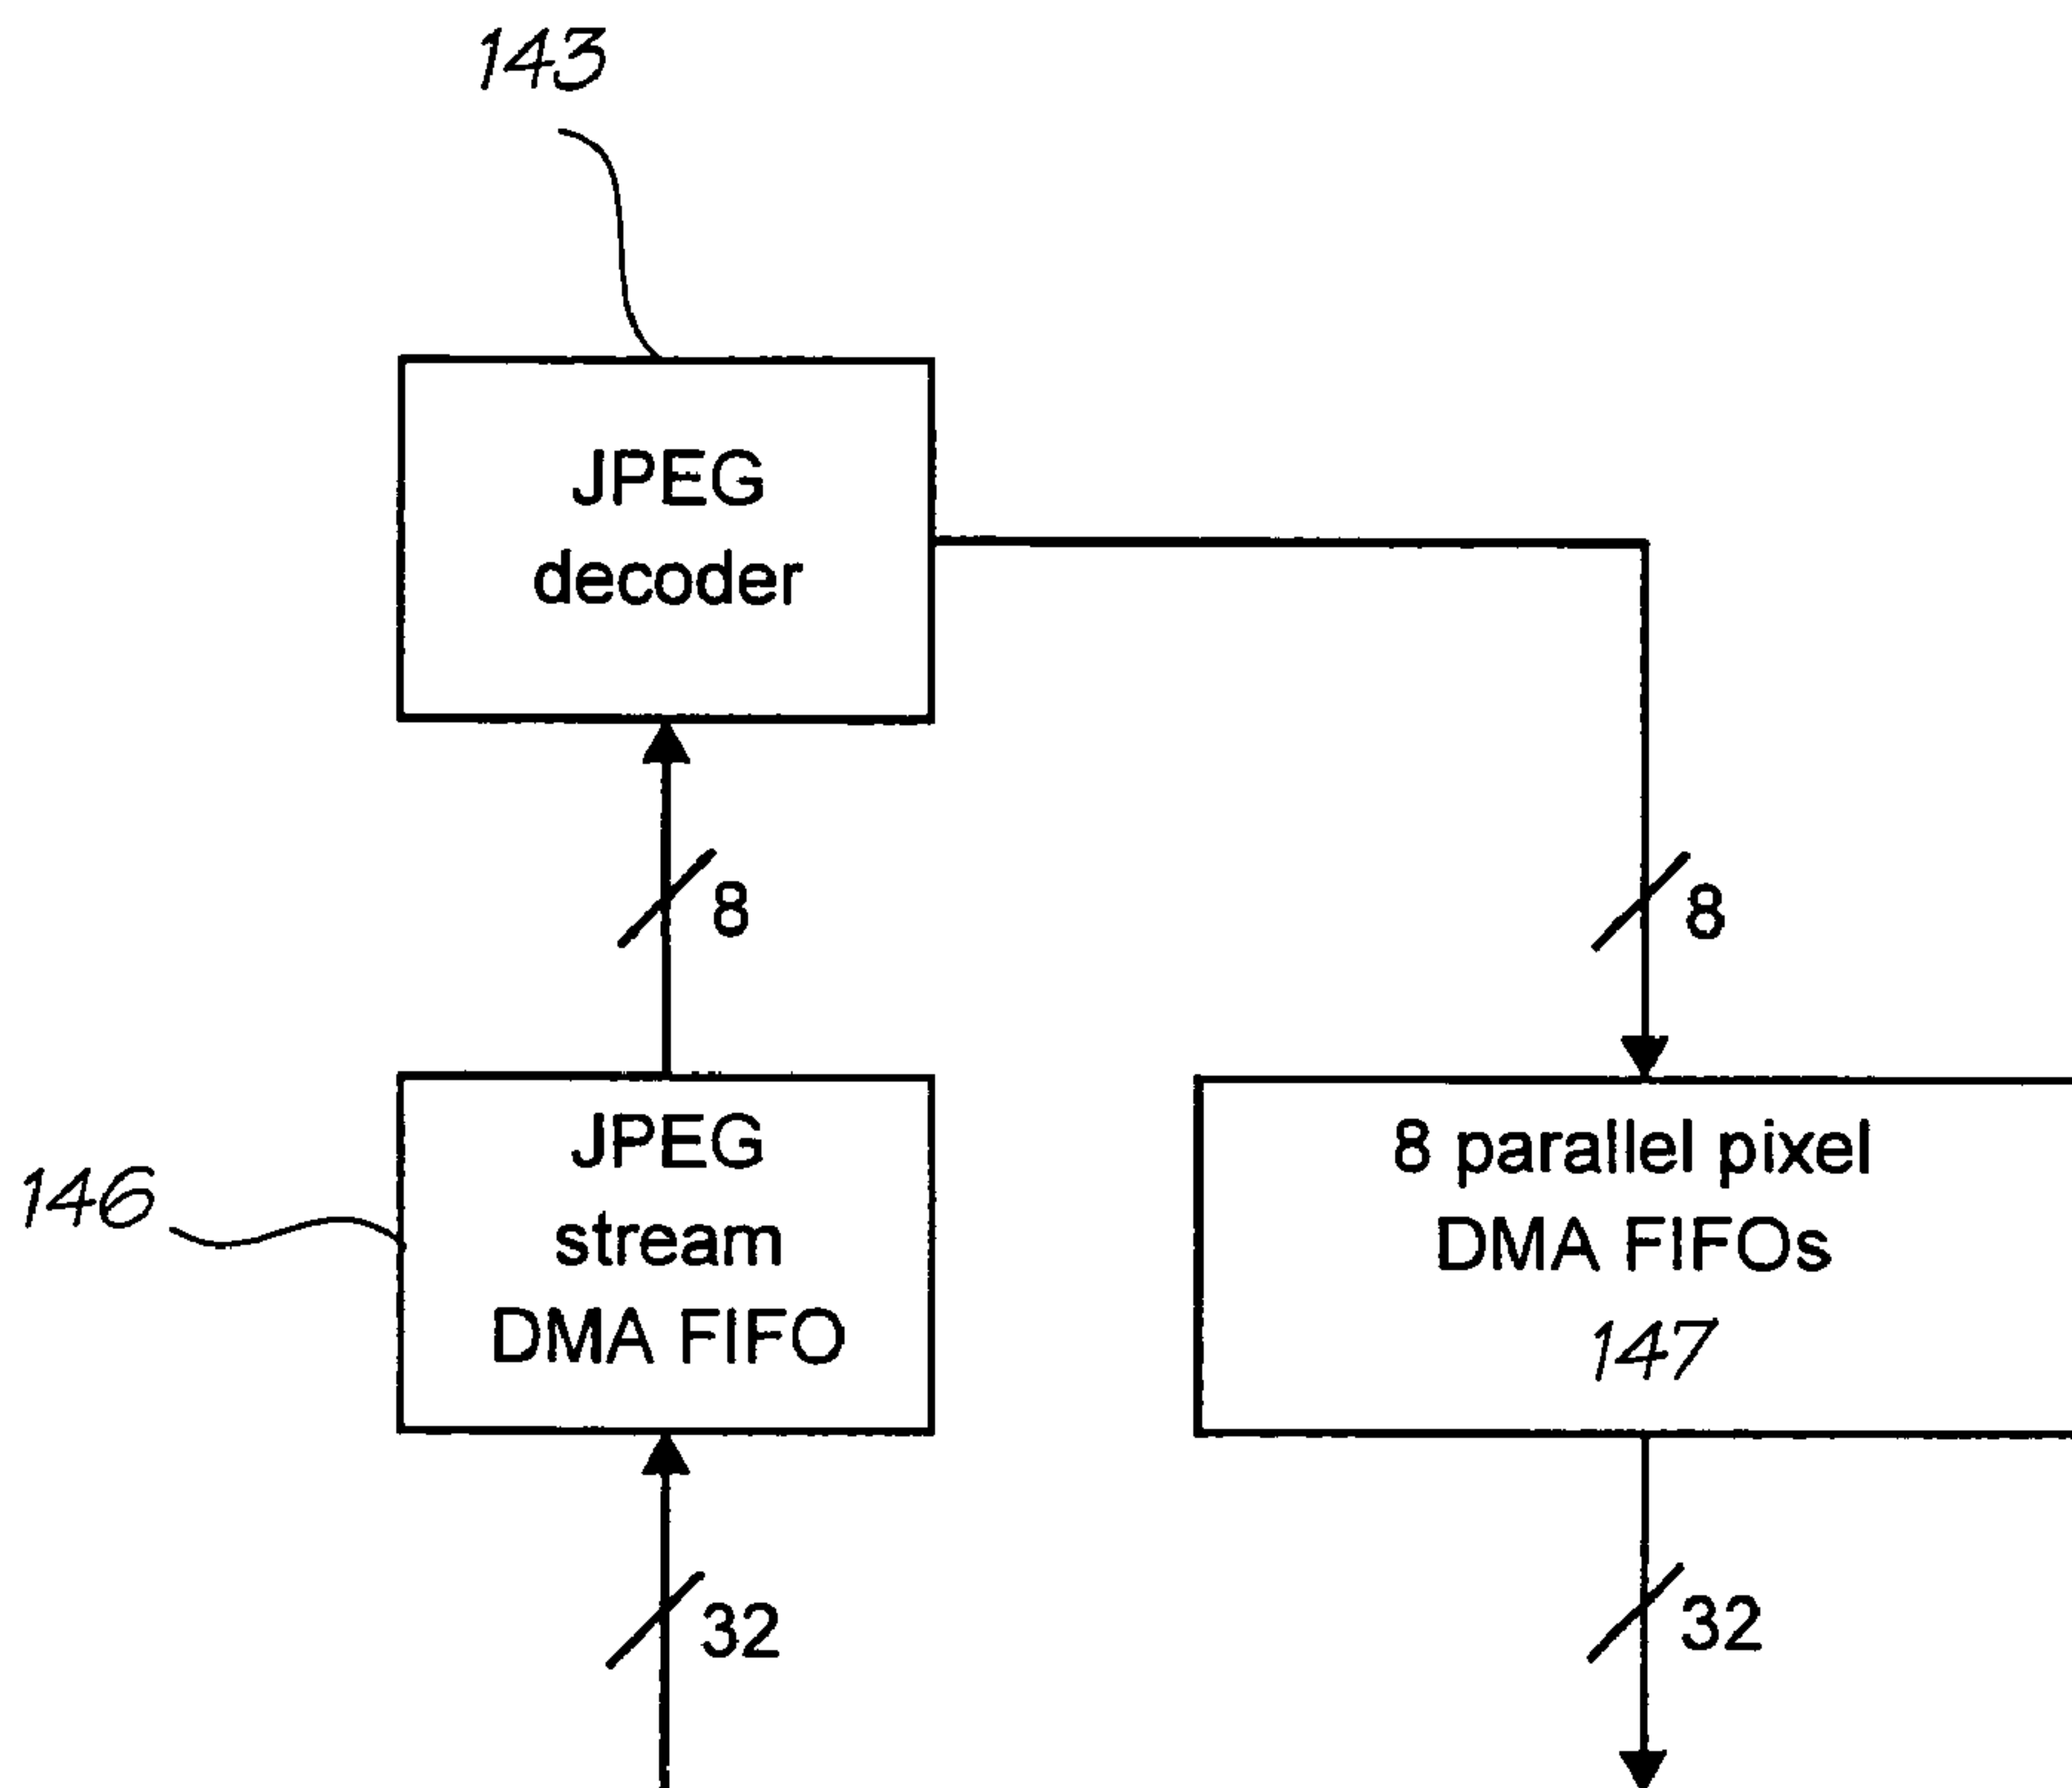 143
JPEG
decoder
8
8
JPEG
stream
DMA FIFO
146
8 parallel pixel
DMA FIFOs
147
32
32